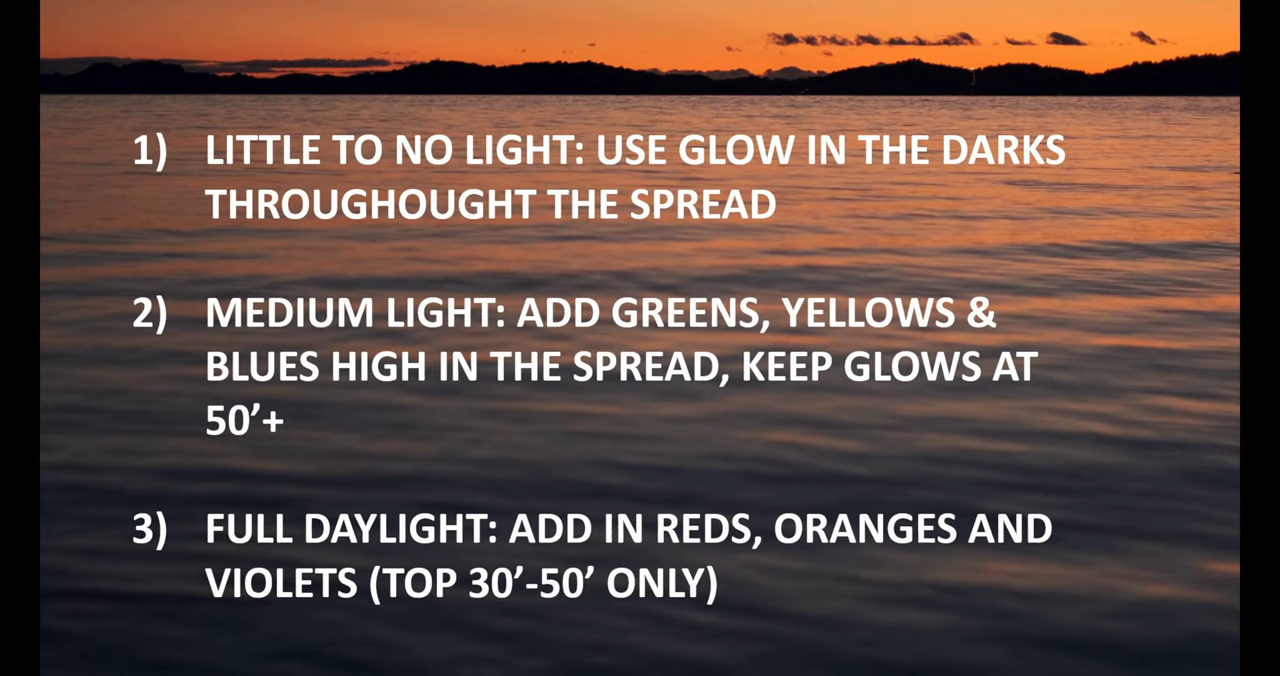 1) LITTLE TO NO LIGHT: USE GLOW IN THE DARKS
THROUGHOUGHT THE SPREAD
2) MEDIUM LIGHT: ADD GREENS, YELLOWS &
BLUES HIGH IN THE SPREAD, KEEP GLOWS AT
50’+
3) FULL DAYLIGHT: ADD IN REDS, ORANGES AND
VIOLETS (TOP 30’-50’ ONLY)